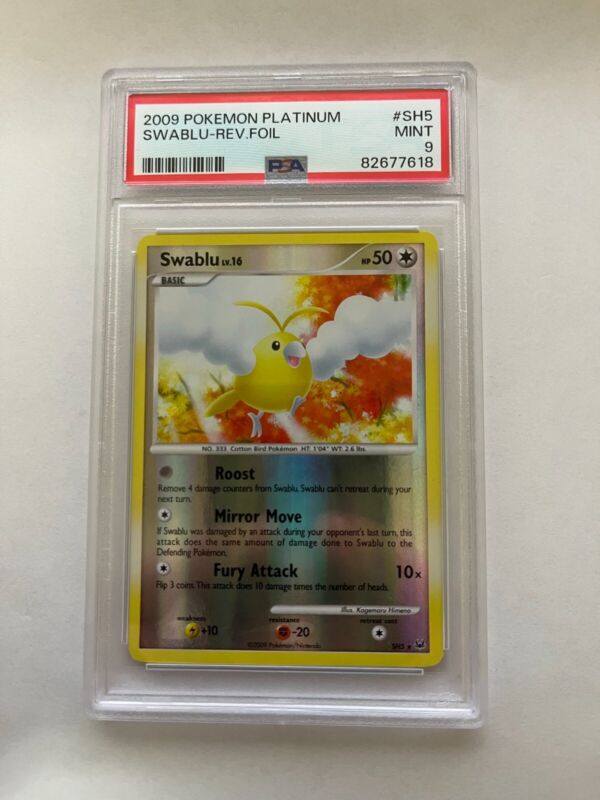 2009 POKEMON PLATINUM #SH5
SWABLU-REV.FOIL MINT
9
PSA 82677618
Swablu LV.16 HP 50
BASIC
NO. 333 Cotton Bird Pokémon HT: 1'04" WT: 2.6 lbs.
Roost
Remove 4 damage counters from Swablu. Swablu can't retreat during your
next turn.
Mirror Move
If Swablu was damaged by an attack during your opponent's last turn, this
attack does the same amount of damage done to Swablu to the
Defending Pokémon.
Fury Attack 10x
Flip 3 coins. This attack does 10 damage times the number of heads.
Illus. Kagemaru Himeno
weakness resistance retreat cost
+10 -20
©2009 Pokémon/Nintendo SH5 ★